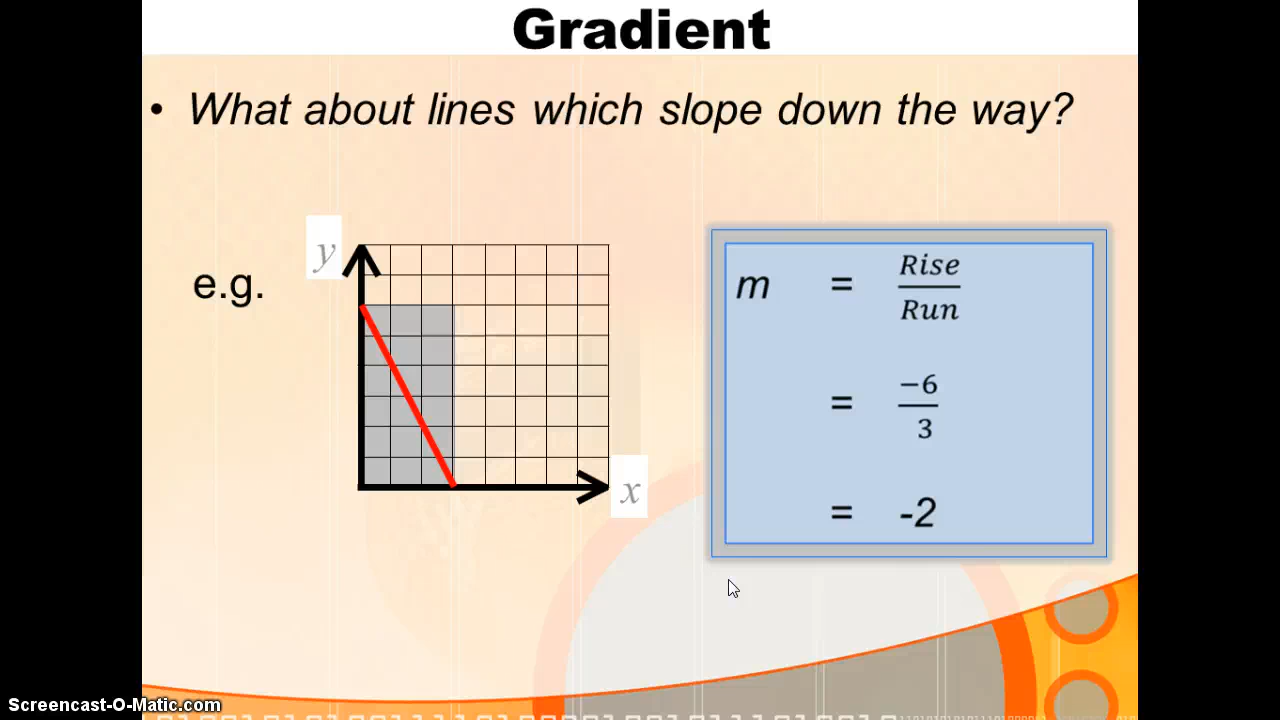 Gradient
• What about lines which slope down the way?
e.g.
y
x
m = Rise
Run
= −6
3
= -2
Screencast-O-Matic.com